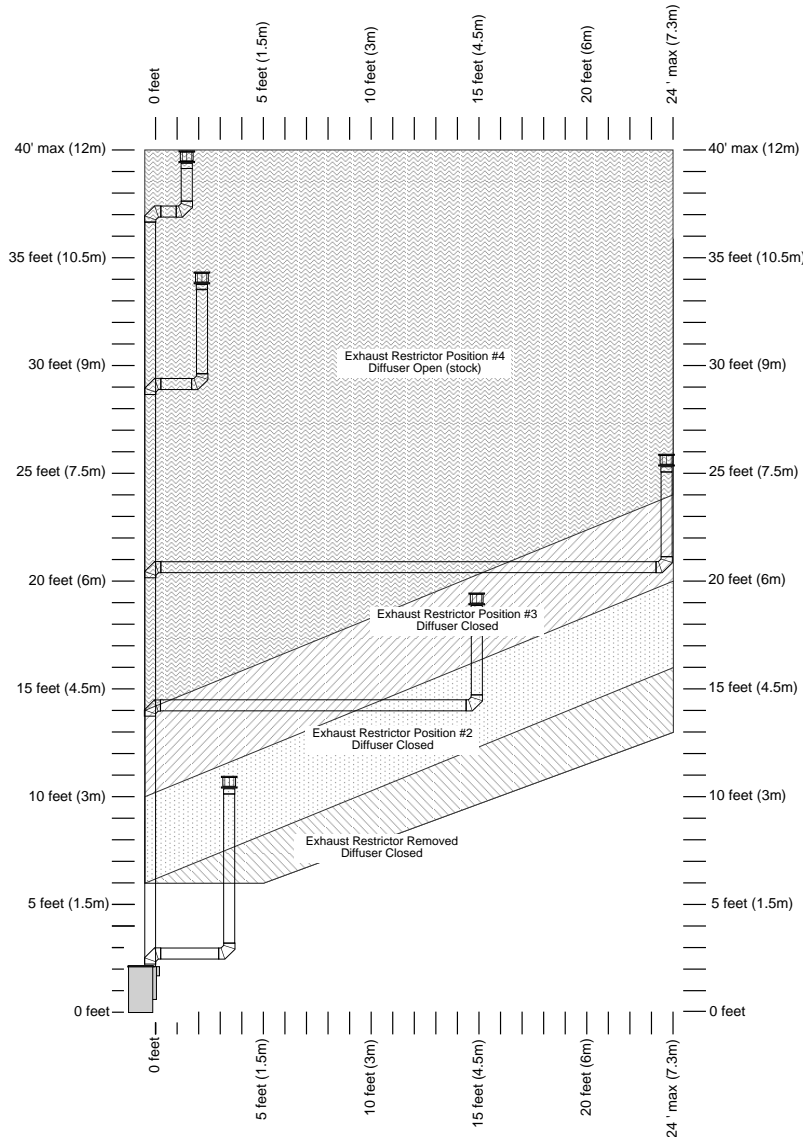 0 feet
5 feet (1.5m)
10 feet (3m)
15 feet (4.5m)
20 feet (6m)
24 ' max (7.3m)
40' max (12m)
40' max (12m)
35 feet (10.5m)
35 feet (10.5m)
Exhaust Restrictor Position #4
Diffuser Open (stock)
30 feet (9m)
30 feet (9m)
25 feet (7.5m)
25 feet (7.5m)
20 feet (6m)
20 feet (6m)
Exhaust Restrictor Position #3
Diffuser Closed
15 feet (4.5m)
15 feet (4.5m)
Exhaust Restrictor Position #2
Diffuser Closed
10 feet (3m)
10 feet (3m)
Exhaust Restrictor Removed
Diffuser Closed
5 feet (1.5m)
5 feet (1.5m)
0 feet
0 feet
0 feet
5 feet (1.5m)
10 feet (3m)
15 feet (4.5m)
20 feet (6m)
24 ' max (7.3m)